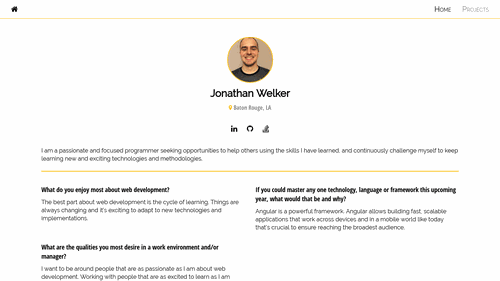 Home Projects
Jonathan Welker
Baton Rouge, LA
I am a passionate and focused programmer seeking opportunities to help others using the skills I have learned, and continuously challenge myself to keep
learning new and exciting technologies and methodologies.
What do you enjoy most about web development?
The best part about web development is the cycle of learning. Things are
always changing and it's exciting to adapt to new technologies and
implementations.
If you could master any one technology, language or framework this upcoming
year, what would that be and why?
Angular is a powerful framework. Angular allows building fast, scalable
applications that work across devices and in a mobile world like today
that's crucial to ensure reaching the broadest audience.
What are the qualities you most desire in a work environment and/or
manager?
I want to be around people that are as passionate as I am about
web development. Working with people that are as excited to learn as I am